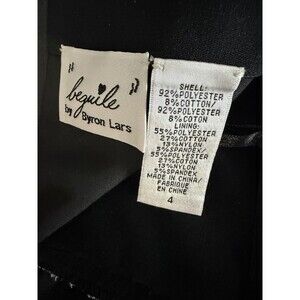 " beguile "
by Byron Lars
SHELL:
92%POLYESTER
8%COTTON/
92%POLYESTER
8%COTON
LINING:
55%POLYESTER
27%COTTON
13%NYLON
5%SPANDEX/
55%POLYESTER
27%COTON
13%NYLON
5%SPANDEX
MADE IN CHINA/
FABRIQUE
EN CHINE
4